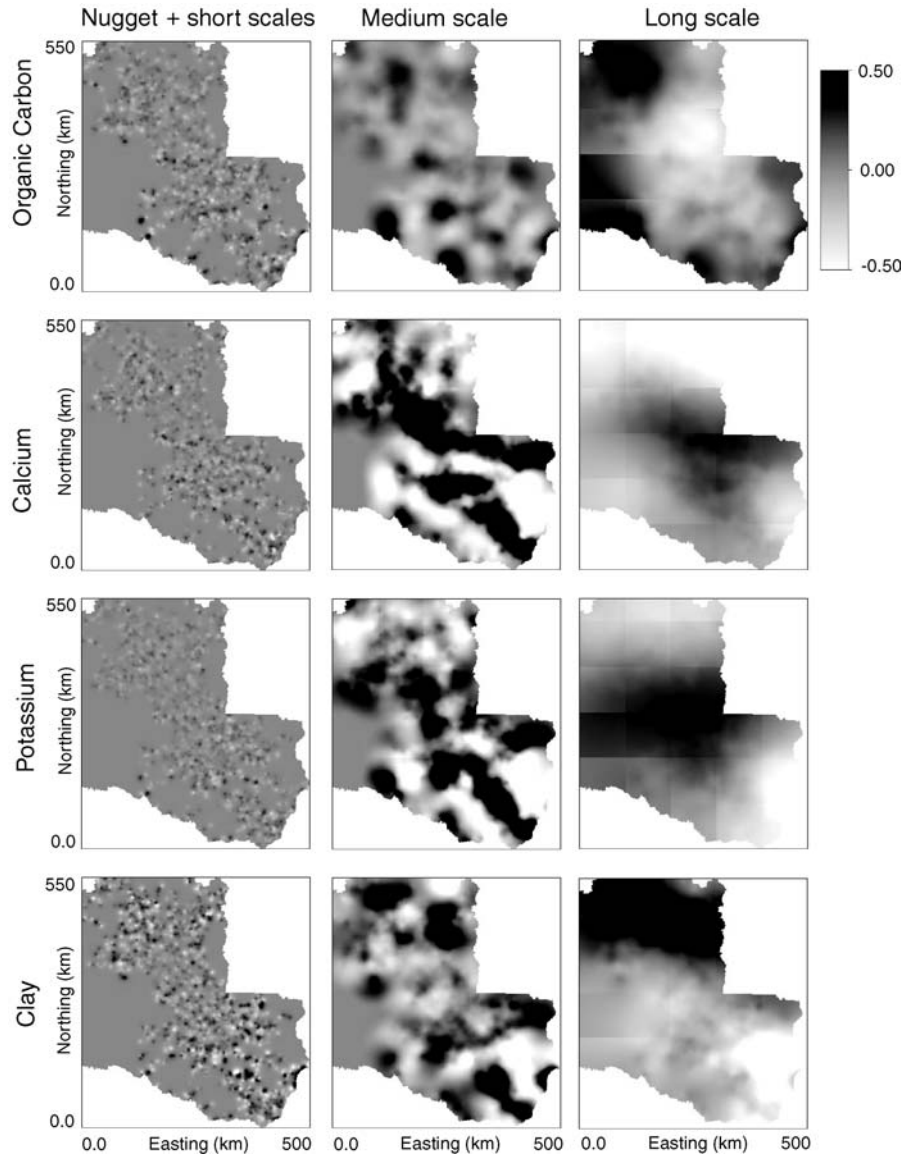 Nugget + short scales Medium scale Long scale
550
Organic Carbon
Northing (km)
0.0
0.50
0.00
-0.50
550
Calcium
Northing (km)
0.0
550
Potassium
Northing (km)
0.0
550
Clay
Northing (km)
0.0
0.0 Easting (km) 500 0.0 Easting (km) 500 0.0 Easting (km) 500